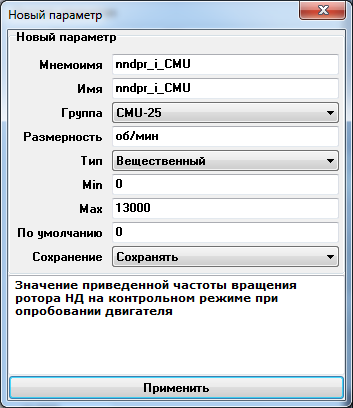 Новый параметр
Новый параметр
Мнемоимя nndpr_i_CMU
Имя nndpr_i_CMU
Группа CMU-25
Размерность об/мин
Тип Вещественный
Min 0
Max 13000
По умолчанию 0
Сохранение Сохранять
Значение приведенной частоты вращения
ротора НД на контрольном режиме при
опробовании двигателя
Применить